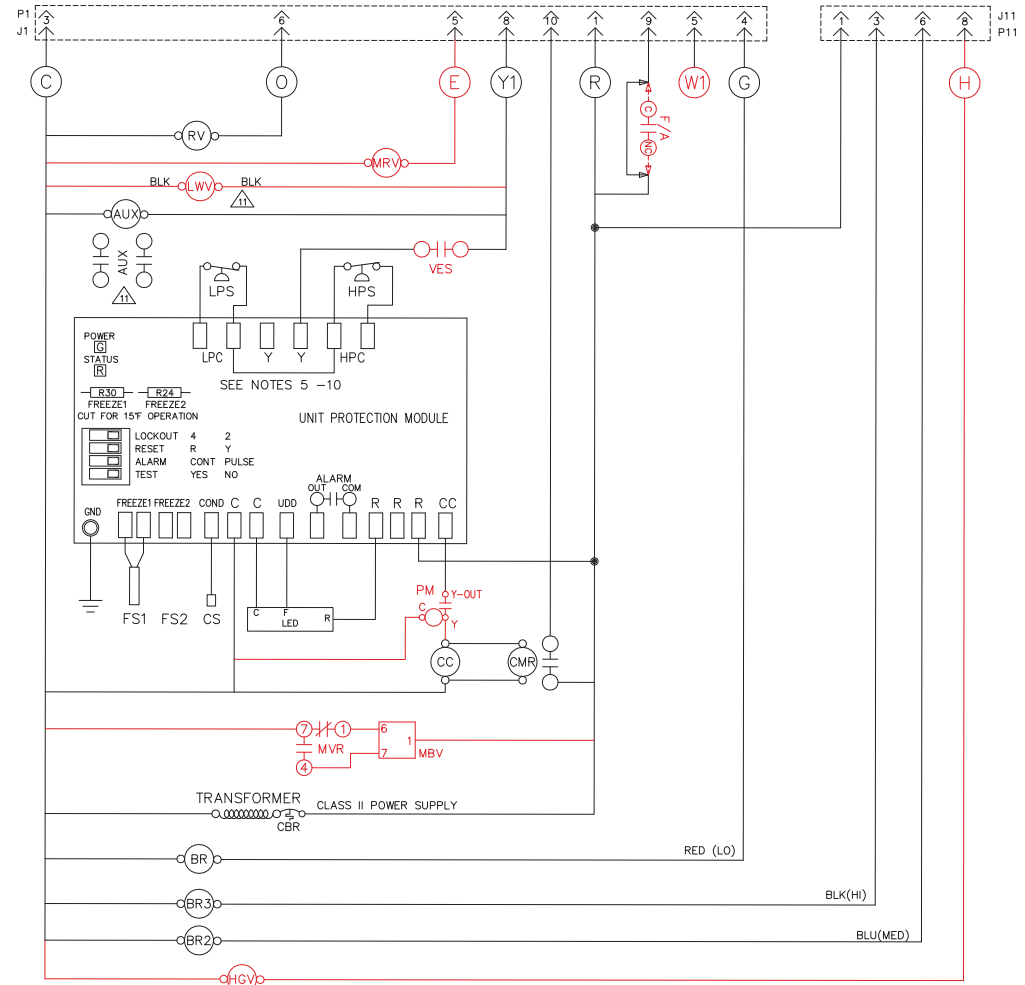 P1 3 6 5 8 10 1 9 5 4 1 3 6 8 J11
J1 P11
C O E Y1 R W1 G H
C
F/A
NC
RV
MRV
BLK LWV BLK
11
AUX
AUX
11
VES
LPS HPS
POWER
G
STATUS
R
LPC Y Y HPC
SEE NOTES 5 -10
R30 R24
FREEZE1 FREEZE2
CUT FOR 15°F OPERATION
UNIT PROTECTION MODULE
LOCKOUT 4 2
RESET R Y
ALARM CONT PULSE
TEST YES NO
ALARM
OUT COM
GND FREEZE1 FREEZE2 COND C C UDD R R R CC
PM Y-OUT
C
Y
FS1 FS2 CS
C F R
LED
CC CMR
7 1 6
MVR 1 MBV
4 7
TRANSFORMER
CLASS II POWER SUPPLY
CBR
BR RED (LO)
BR3 BLK(HI)
BR2 BLU(MED)
HGV